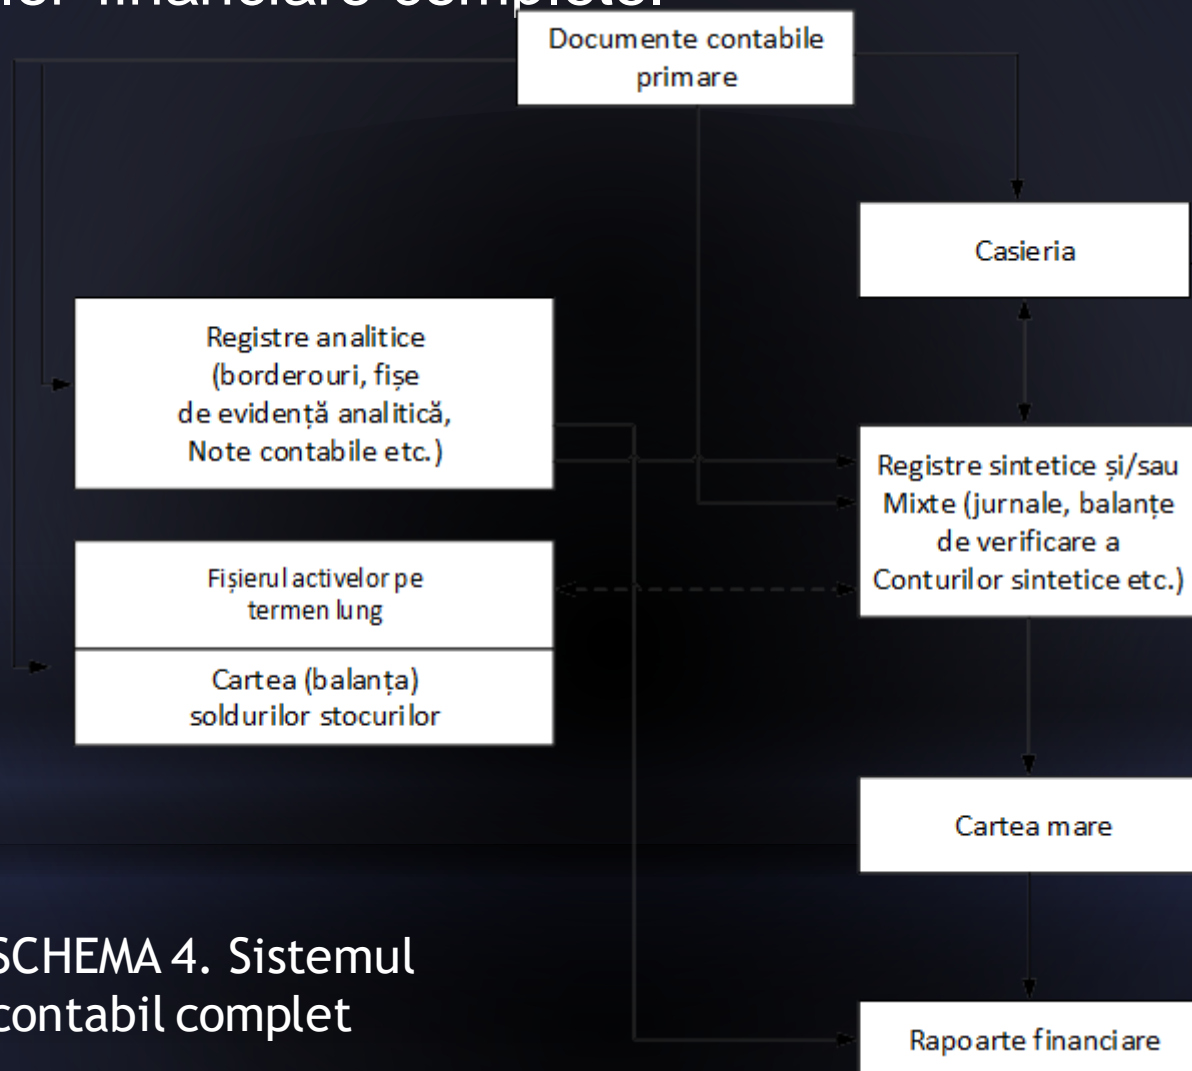 financiare complete.
Documente contabile
primare
Casieria
Registre analitice
(borderouri, fișe
de evidență analitică,
Note contabile etc.)
Registre sintetice și/sau
Mixte (jurnale, balanțe
de verificare a
Conturilor sintetice etc.)
Fișierul activelor pe
termen lung
Cartea (balanța)
soldurilor stocurilor
Cartea mare
SCHEMA 4. Sistemul
contabil complet
Rapoarte financiare